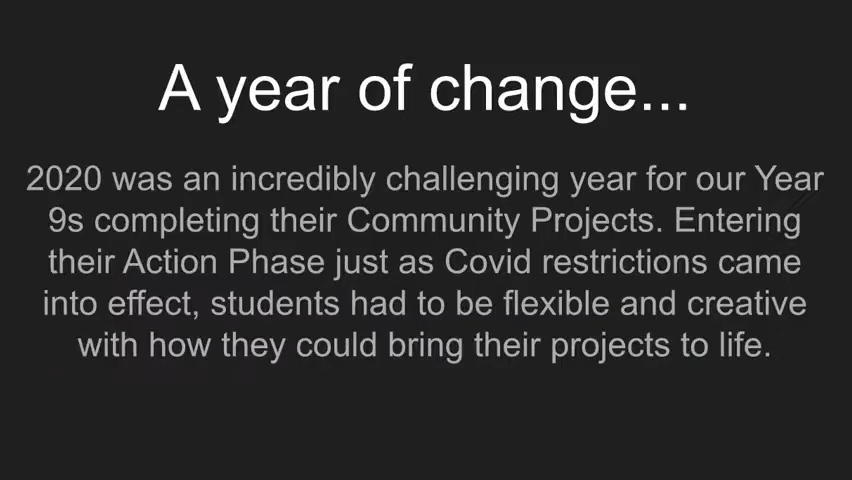 A year of change...
2020 was an incredibly challenging year for our Year
9s completing their Community Projects. Entering
their Action Phase just as Covid restrictions came
into effect, students had to be flexible and creative
with how they could bring their projects to life.